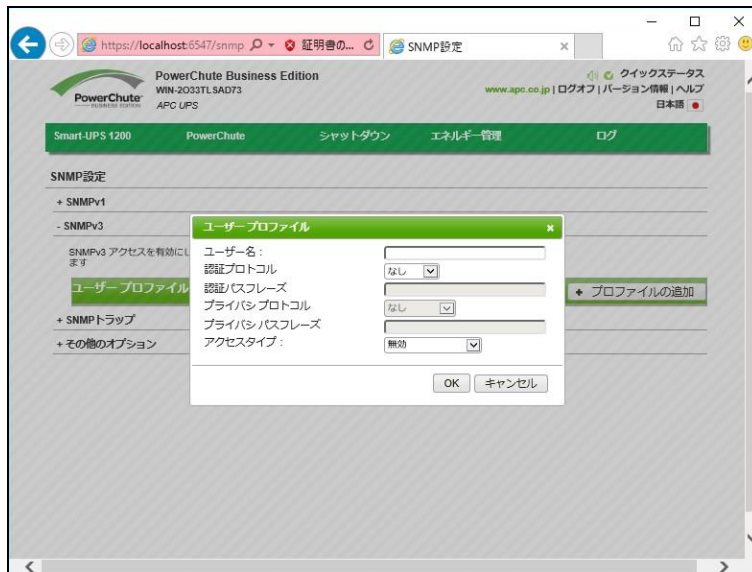 https://localhost:6547/snmp
証明書の...
SNMP設定
PowerChute
BUSINESS EDITION
PowerChute Business Edition
WIN-2O33TLSAD73
APC UPS
クイックステータス
www.apc.co.jp | ログオフ | バージョン情報 | ヘルプ
日本語
Smart-UPS 1200 PowerChute シャットダウン エネルギー管理 ログ
SNMP設定
+ SNMPv1
- SNMPv3
SNMPv3 アクセスを有効にし
ます
ユーザー プロファイル
+ プロファイルの追加
+ SNMPトラップ
+ その他のオプション
ユーザー プロファイル ×
ユーザー名 :
認証プロトコル なし
認証パスフレーズ
プライバシ プロトコル なし
プライバシ パスフレーズ
アクセスタイプ : 無効
OK キャンセル